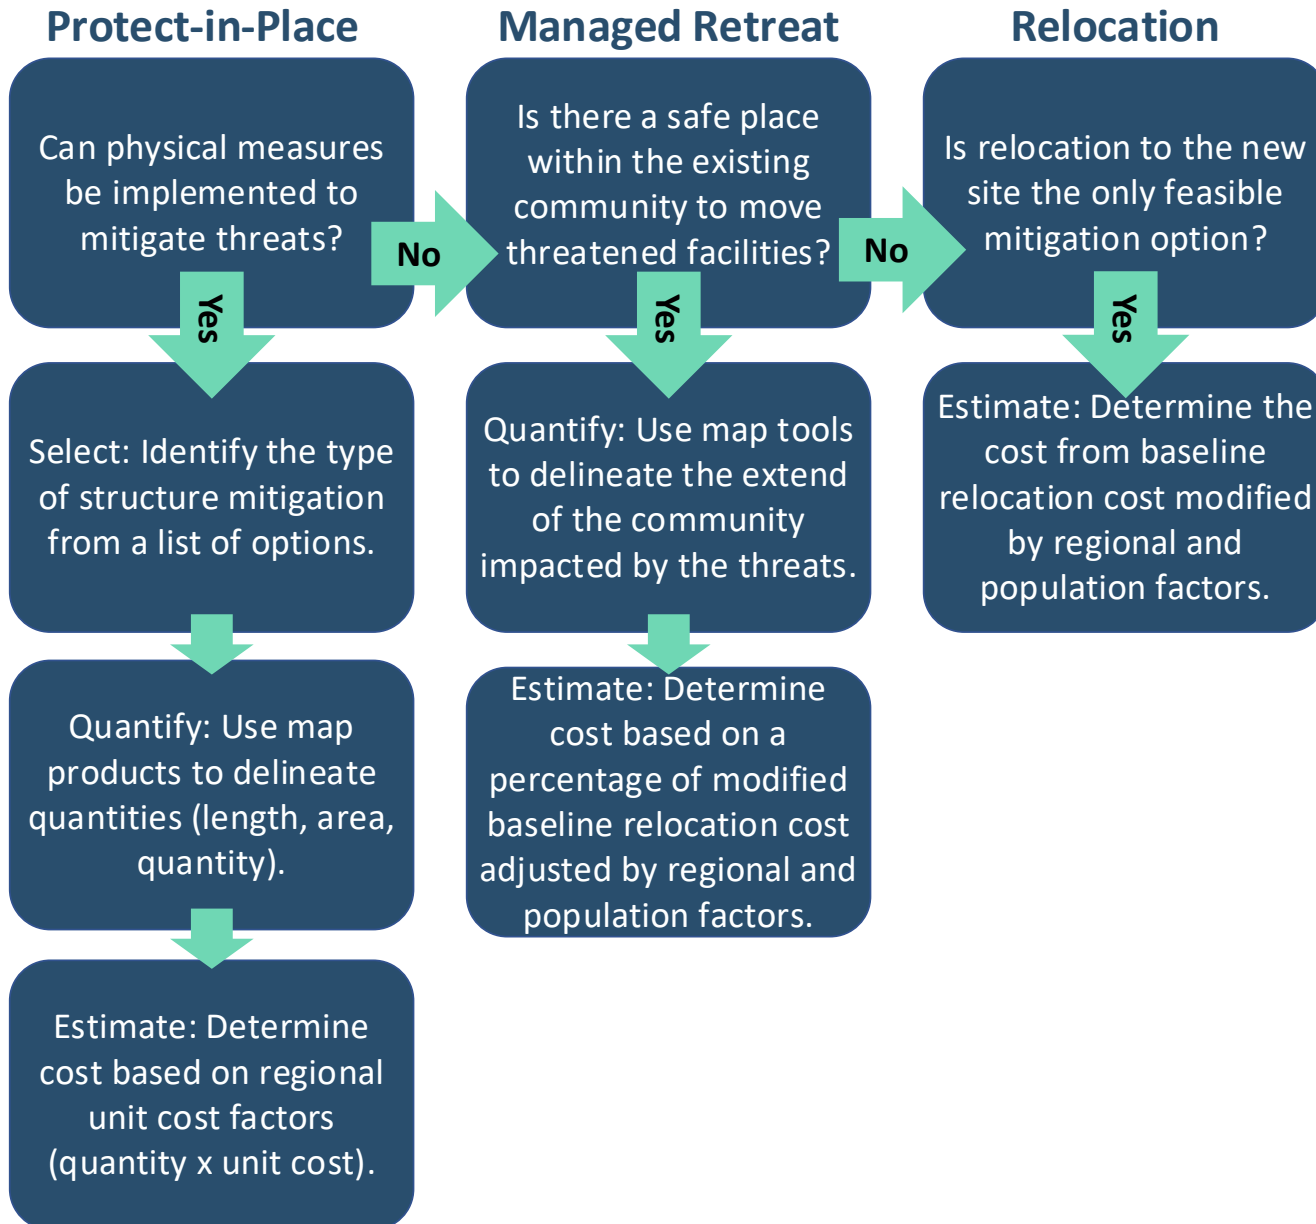 Protect-in-Place
Can physical measures
be implemented to
mitigate threats?
No
Yes
Select: Identify the type
of structure mitigation
from a list of options.
Quantify: Use map
products to delineate
quantities (length, area,
quantity).
Estimate: Determine
cost based on regional
unit cost factors
(quantity x unit cost).
Managed Retreat
Is there a safe place
within the existing
community to move
threatened facilities?
No
Yes
Quantify: Use map tools
to delineate the extend
of the community
impacted by the threats.
Estimate: Determine
cost based on a
percentage of modified
baseline relocation cost
adjusted by regional and
population factors.
Relocation
Is relocation to the new
site the only feasible
mitigation option?
Yes
Estimate: Determine the
cost from baseline
relocation cost modified
by regional and
population factors.